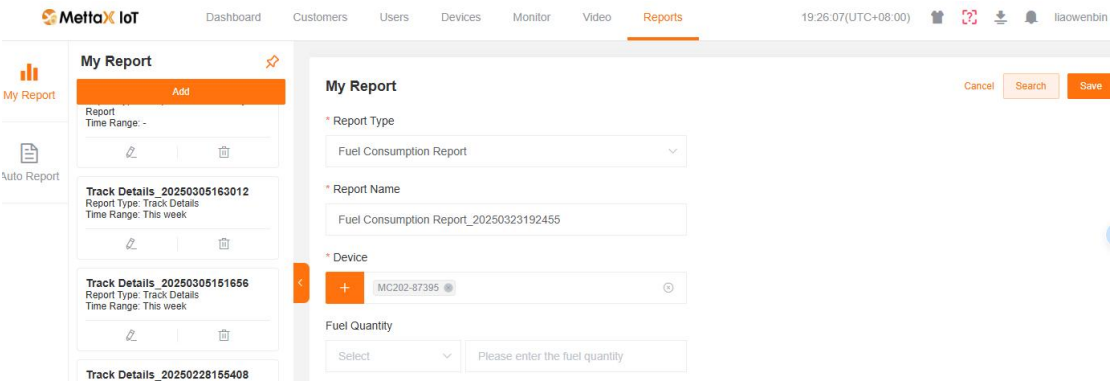 MettaX IoT
Dashboard Customers Users Devices Monitor Video Reports
19:26:07(UTC+08:00) [?] liaowenbin
My Report
Auto Report
My Report
Add
Report
Time Range: -
Track Details_20250305163012
Report Type: Track Details
Time Range: This week
Track Details_20250305151656
Report Type: Track Details
Time Range: This week
Track Details_20250228155408
My Report
Cancel Search Save
* Report Type
Fuel Consumption Report
* Report Name
Fuel Consumption Report_20250323192455
* Device
+ MC202-87395
Fuel Quantity
Select Please enter the fuel quantity